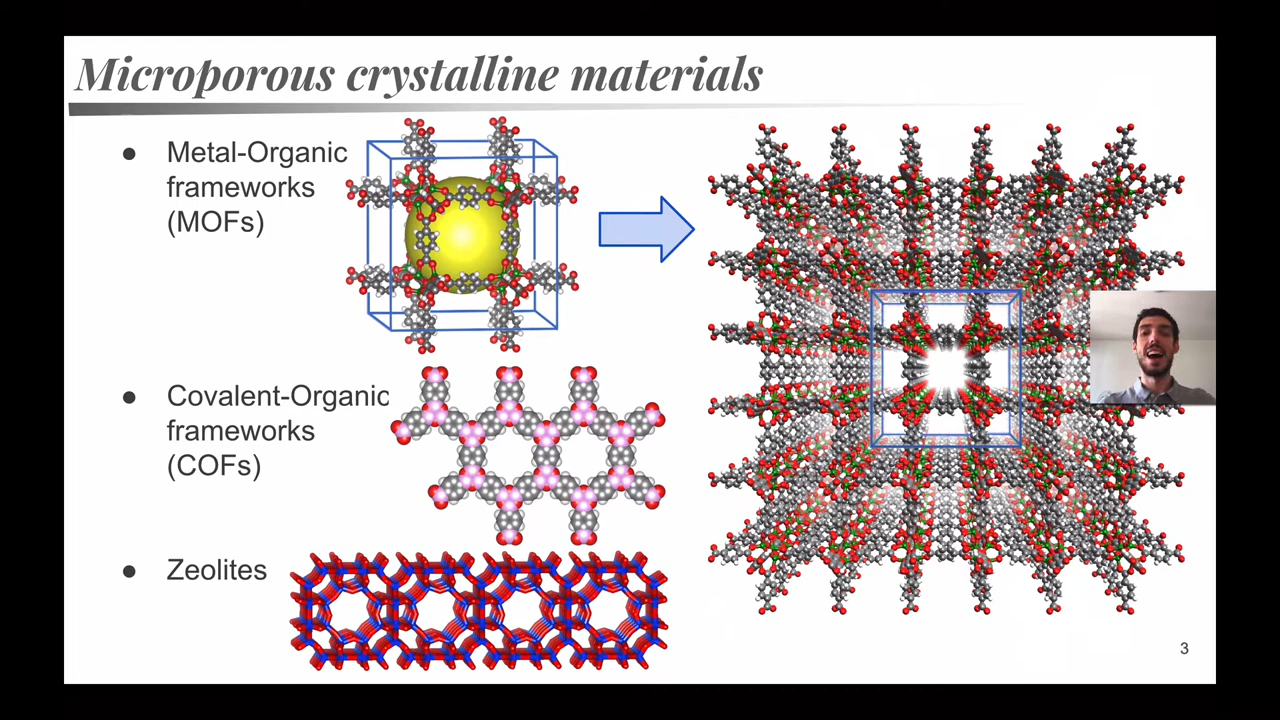 Microporous crystalline materials
● Metal-Organic
frameworks
(MOFs)
● Covalent-Organic
frameworks
(COFs)
● Zeolites
3